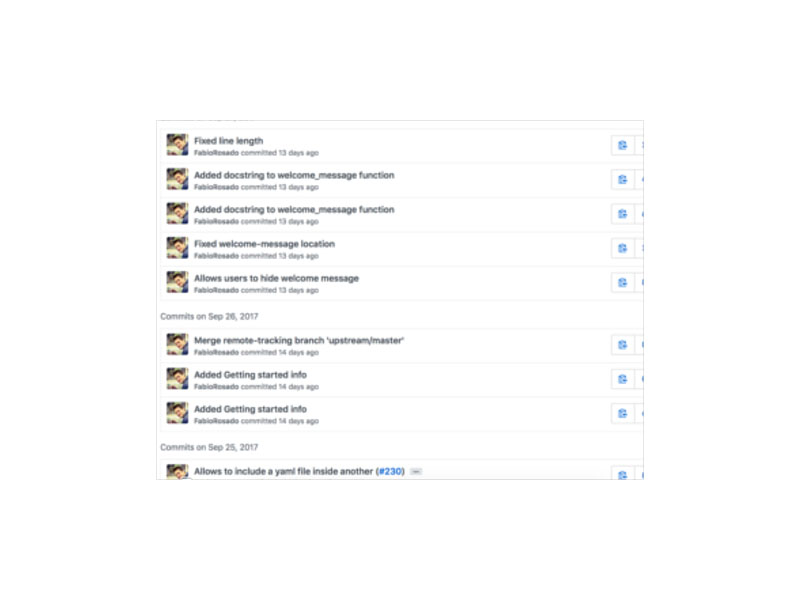 Fixed line length
FabioRosado committed 13 days ago
Added docstring to welcome_message function
FabioRosado committed 13 days ago
Added docstring to welcome_message function
FabioRosado committed 13 days ago
Fixed welcome-message location
FabioRosado committed 13 days ago
Allows users to hide welcome message
FabioRosado committed 13 days ago
Commits on Sep 26, 2017
Merge remote-tracking branch 'upstream/master'
FabioRosado committed 14 days ago
Added Getting started info
FabioRosado committed 14 days ago
Added Getting started info
FabioRosado committed 14 days ago
Commits on Sep 25, 2017
Allows to include a yaml file inside another (#230)